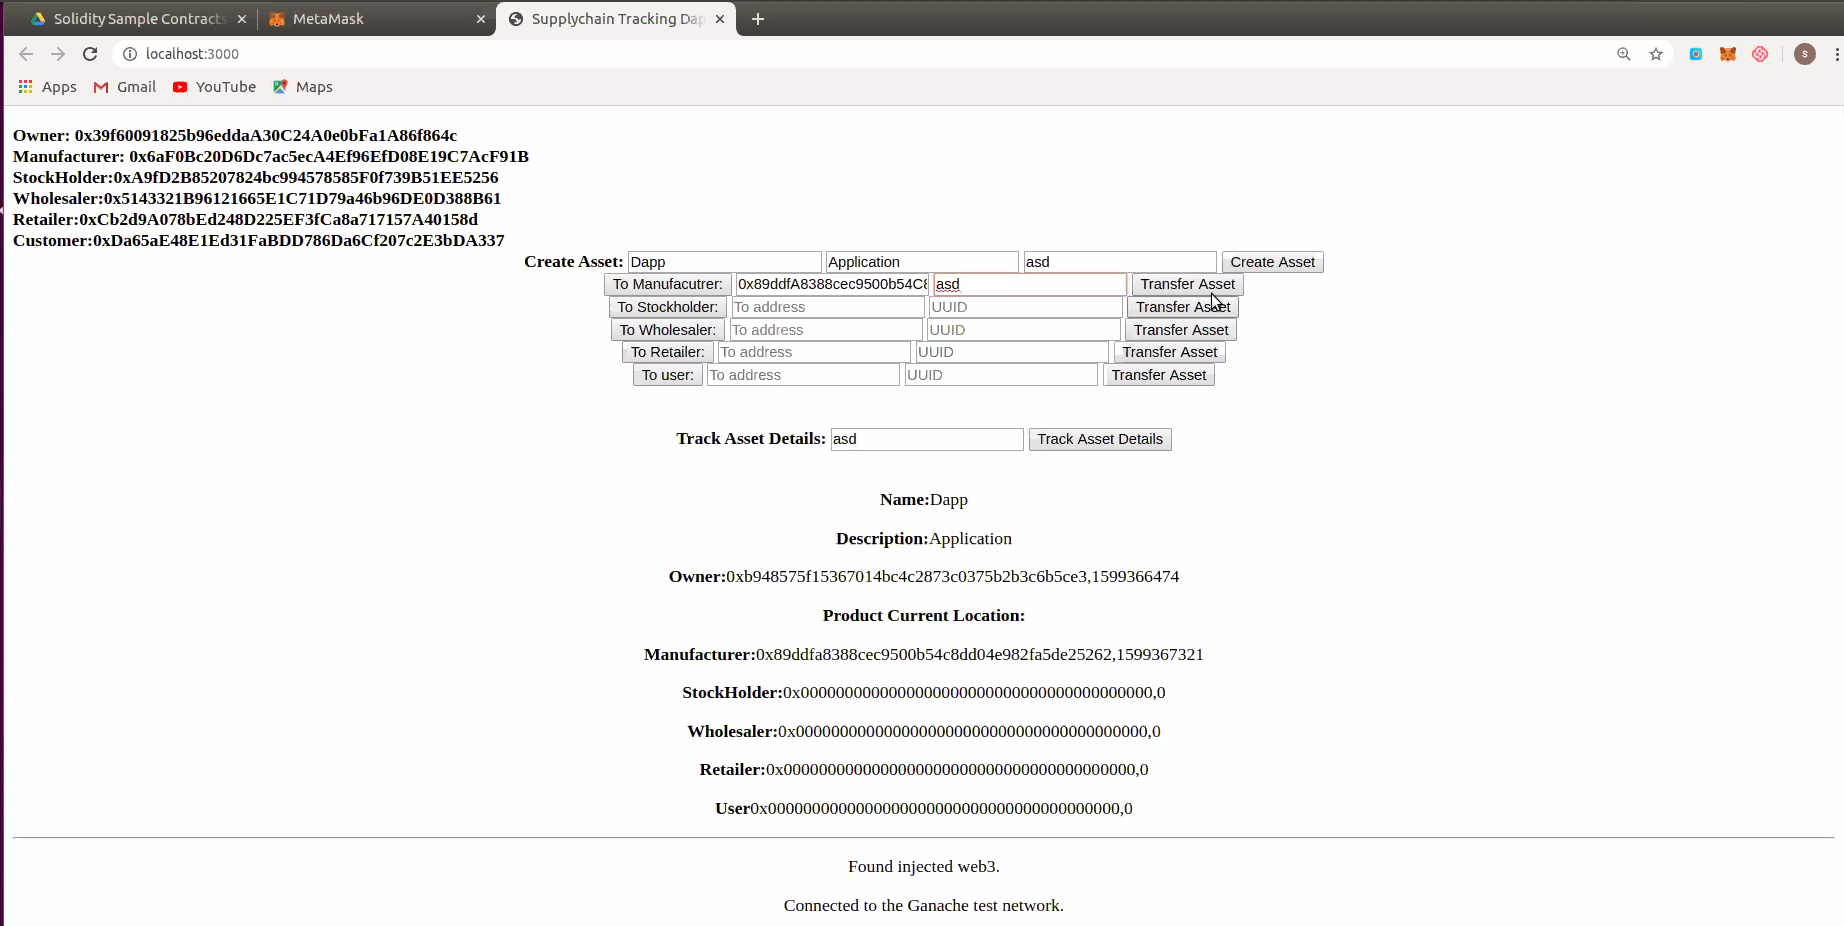 Solidity Sample Contracts
MetaMask
Supplychain Tracking Dap
localhost:3000
S
Apps Gmail YouTube Maps
Owner: 0x39f60091825b96eddaA30C24A0e0bFa1A86f864c
Manufacturer: 0x6aF0Bc20D6Dc7ac5ecA4Ef96EfD08E19C7AcF91B
StockHolder:0xA9fD2B85207824bc994578585F0f739B51EE5256
Wholesaler:0x5143321B96121665E1C71D79a46b96DE0D388B61
Retailer:0xCb2d9A078bEd248D225EF3fCa8a717157A40158d
Customer:0xDa65aE48E1Ed31FaBDD786Da6Cf207c2E3bDA337
Create Asset: Dapp Application asd Create Asset
To Manufacutrer: 0x89ddfA8388cec9500b54C8 asd Transfer Asset
To Stockholder: To address UUID Transfer Asset
To Wholesaler: To address UUID Transfer Asset
To Retailer: To address UUID Transfer Asset
To user: To address UUID Transfer Asset
Track Asset Details: asd Track Asset Details
Name:Dapp
Description:Application
Owner:0xb948575f15367014bc4c2873c0375b2b3c6b5ce3,1599366474
Product Current Location:
Manufacturer:0x89ddfa8388cec9500b54c8dd04e982fa5de25262,1599367321
StockHolder:0x0000000000000000000000000000000000000000,0
Wholesaler:0x0000000000000000000000000000000000000000,0
Retailer:0x0000000000000000000000000000000000000000,0
User0x0000000000000000000000000000000000000000,0
Found injected web3.
Connected to the Ganache test network.